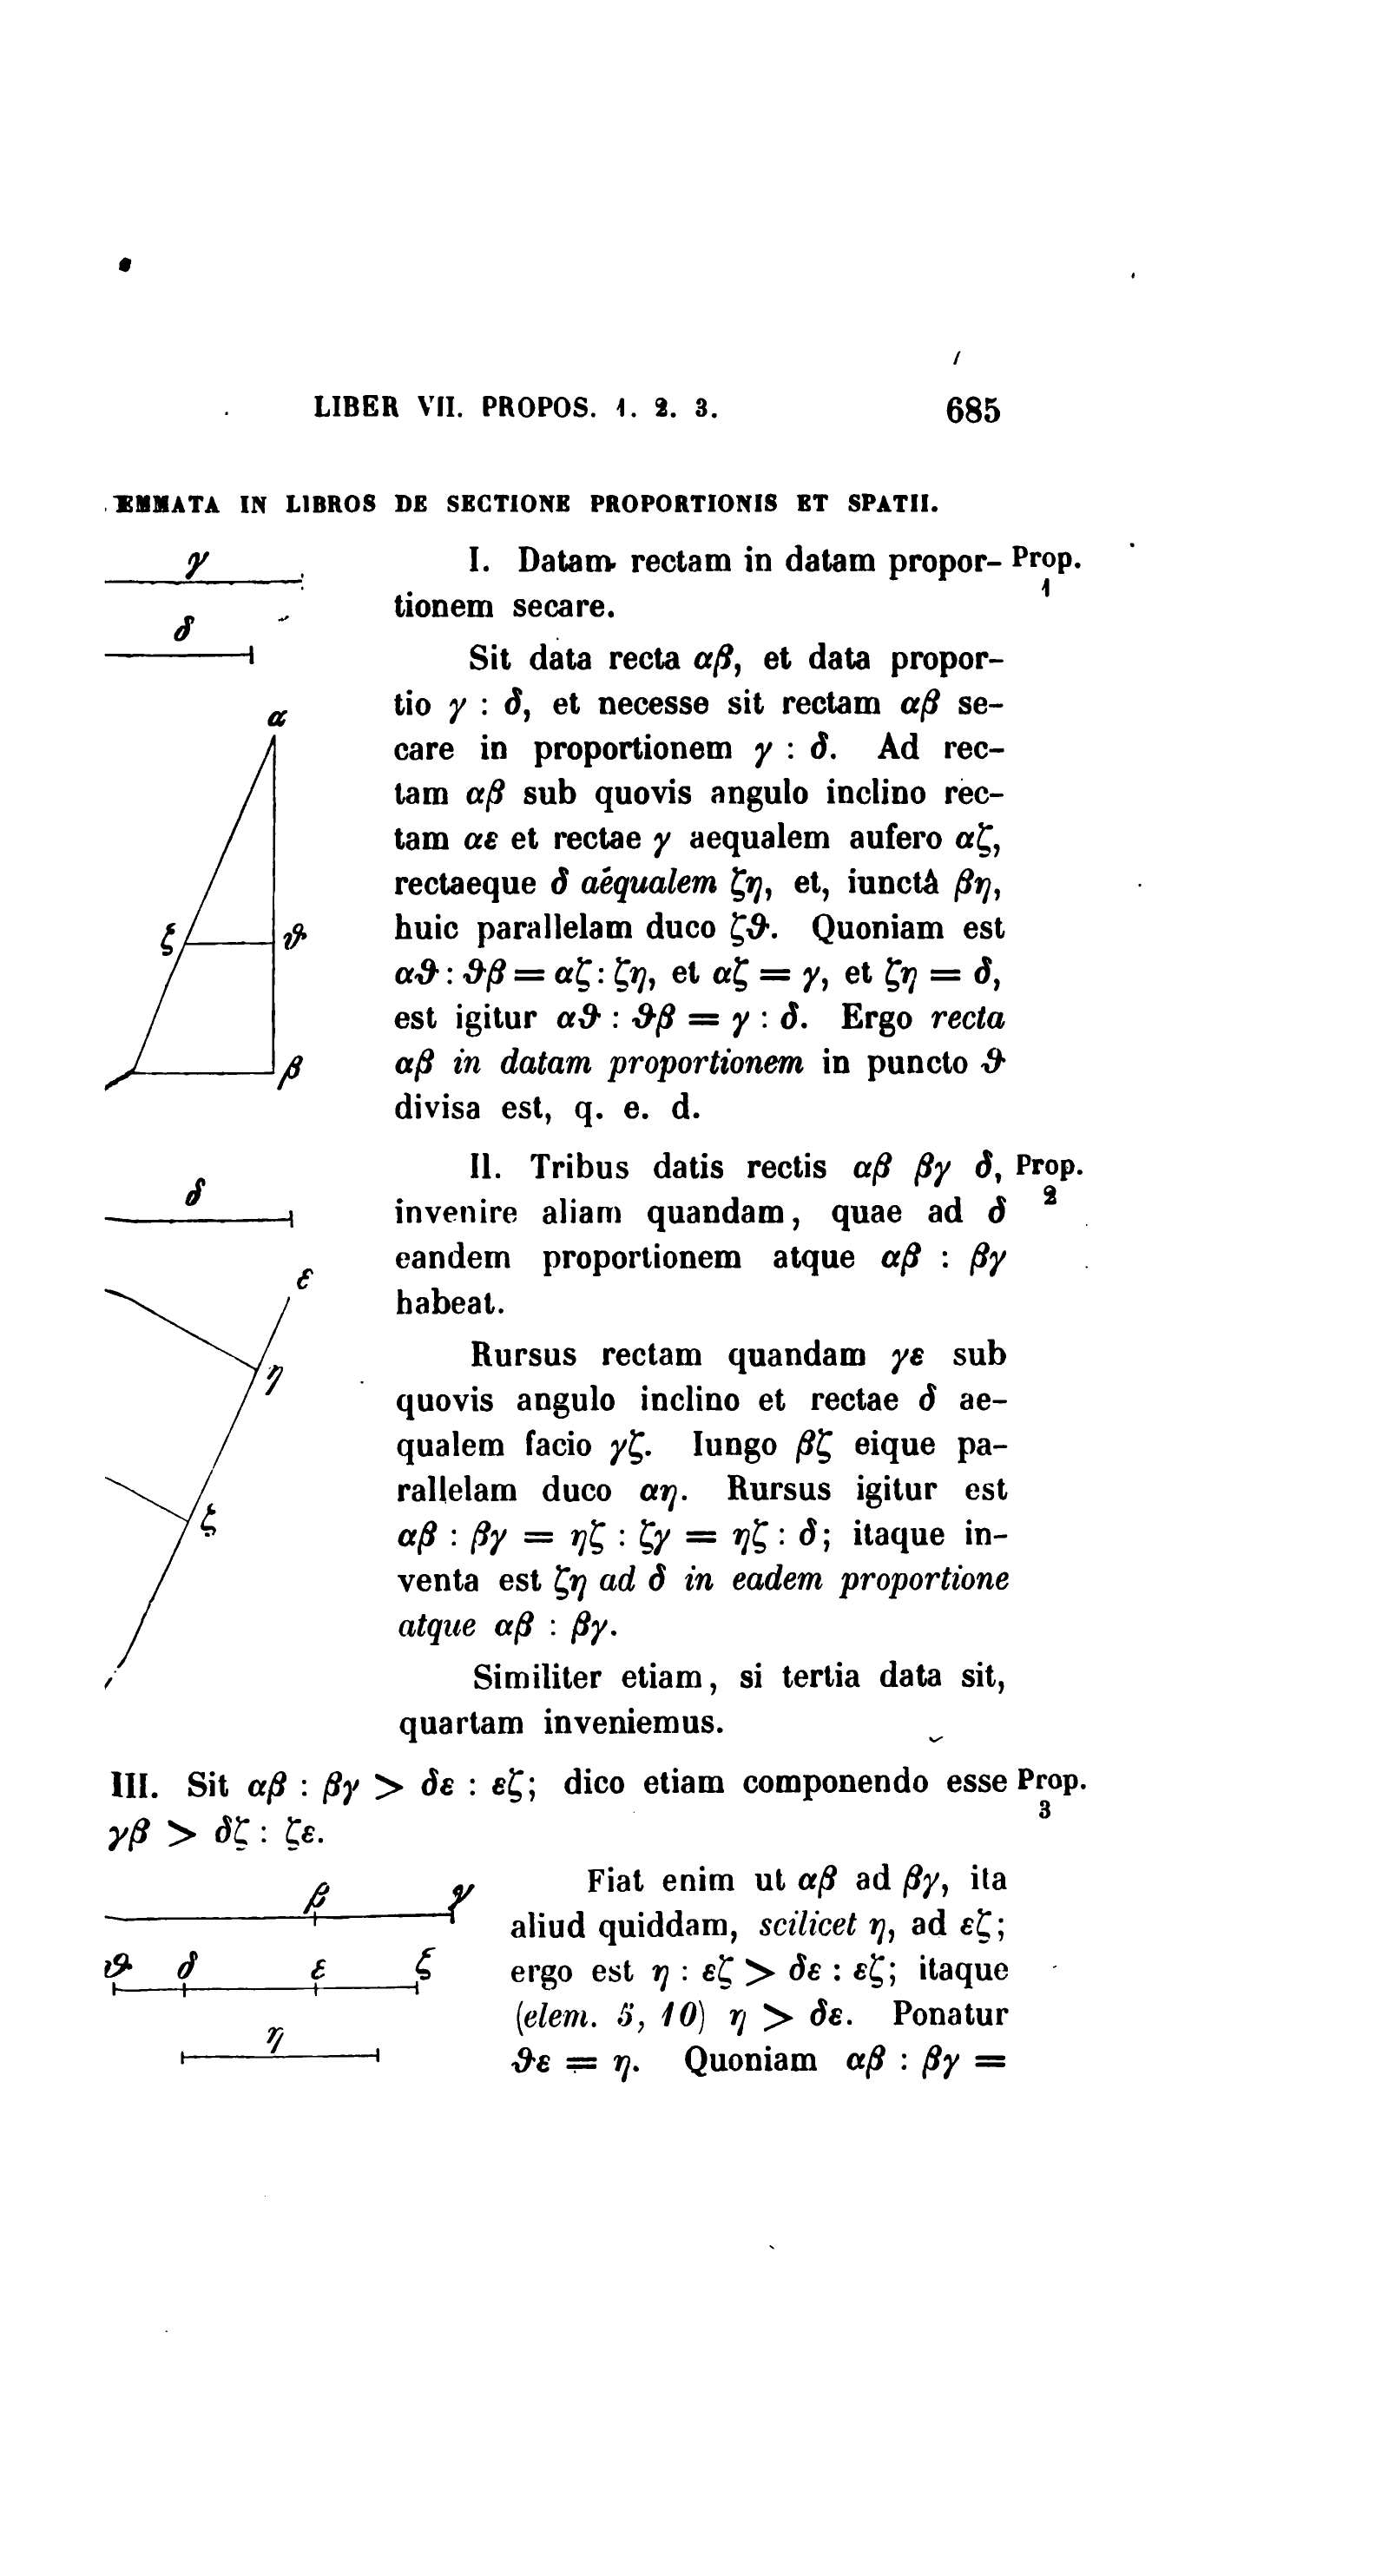 LIBER VII. PROPOS. 1. 2. 3. 685
EMMATA IN LIBROS DE SECTIONE PROPORTIONIS ET SPATII.
I. Datam rectam in datam propor- Prop. 1
tionem secare.
Sit data recta αβ, et data propor-
tio γ : δ, et necesse sit rectam αβ se-
care in proportionem γ : δ. Ad rec-
tam αβ sub quovis angulo inclino rec-
tam αε et rectae γ aequalem aufero αζ,
rectaeque δ aequalem ζη, et, iunctâ βη,
huic parallelam duco ζϑ. Quoniam est
αϑ : ϑβ = αζ : ζη, et αζ = γ, et ζη = δ,
est igitur αϑ : ϑβ = γ : δ. Ergo recta
αβ in datam proportionem in puncto ϑ
divisa est, q. e. d.
γ
δ
α
ζ ϑ
β
II. Tribus datis rectis αβ βγ δ, Prop. 2
invenire aliam quandam, quae ad δ
eandem proportionem atque αβ : βγ
habeat.
Rursus rectam quandam γε sub
quovis angulo inclino et rectae δ ae-
qualem facio γζ. Iungo βζ eique pa-
rallelam duco αη. Rursus igitur est
αβ : βγ = ηζ : ζγ = ηζ : δ; itaque in-
venta est ζη ad δ in eadem proportione
atque αβ : βγ.
Similiter etiam, si tertia data sit,
quartam inveniemus.
δ
ε
η
ζ
III. Sit αβ : βγ > δε : εζ; dico etiam componendo esse Prop. 3
γβ > δζ : ζε.
Fiat enim ut αβ ad βγ, ita
aliud quiddam, scilicet η, ad εζ;
ergo est η : εζ > δε : εζ; itaque
(elem. 5, 10) η > δε. Ponatur
ϑε = η. Quoniam αβ : βγ =
β γ
ϑ δ ε ζ
η